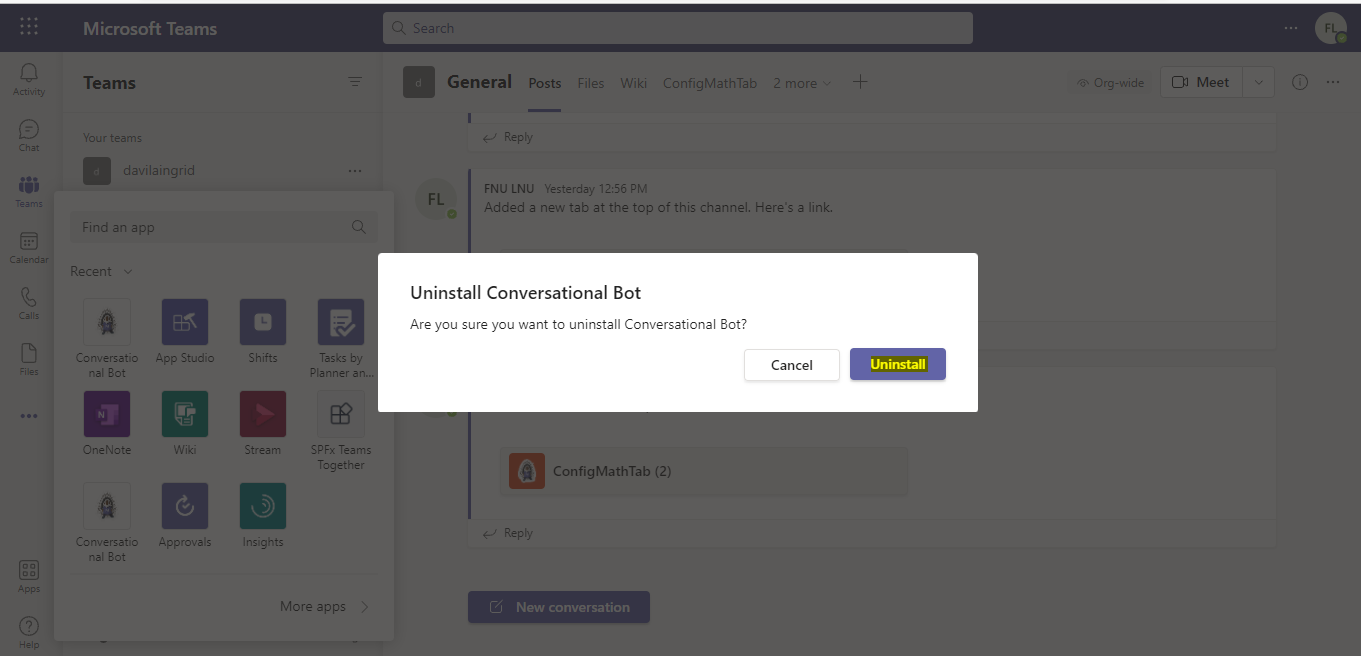 Microsoft Teams
Search
FL
Activity
Chat
Teams
Calendar
Calls
Files
Apps
Help
Teams
Your teams
d
davilaingrid
Find an app
Recent
Conversatio
nal Bot
App Studio
Shifts
Tasks by
Planner an...
OneNote
Wiki
Stream
SPFx Teams
Together
Conversatio
nal Bot
Approvals
Insights
More apps
d
General
Posts
Files
Wiki
ConfigMathTab
2 more
Org-wide
Meet
Reply
FL
FNU LNU Yesterday 12:56 PM
Added a new tab at the top of this channel. Here's a link.
Uninstall Conversational Bot
Are you sure you want to uninstall Conversational Bot?
Cancel
Uninstall
ConfigMathTab (2)
Reply
New conversation